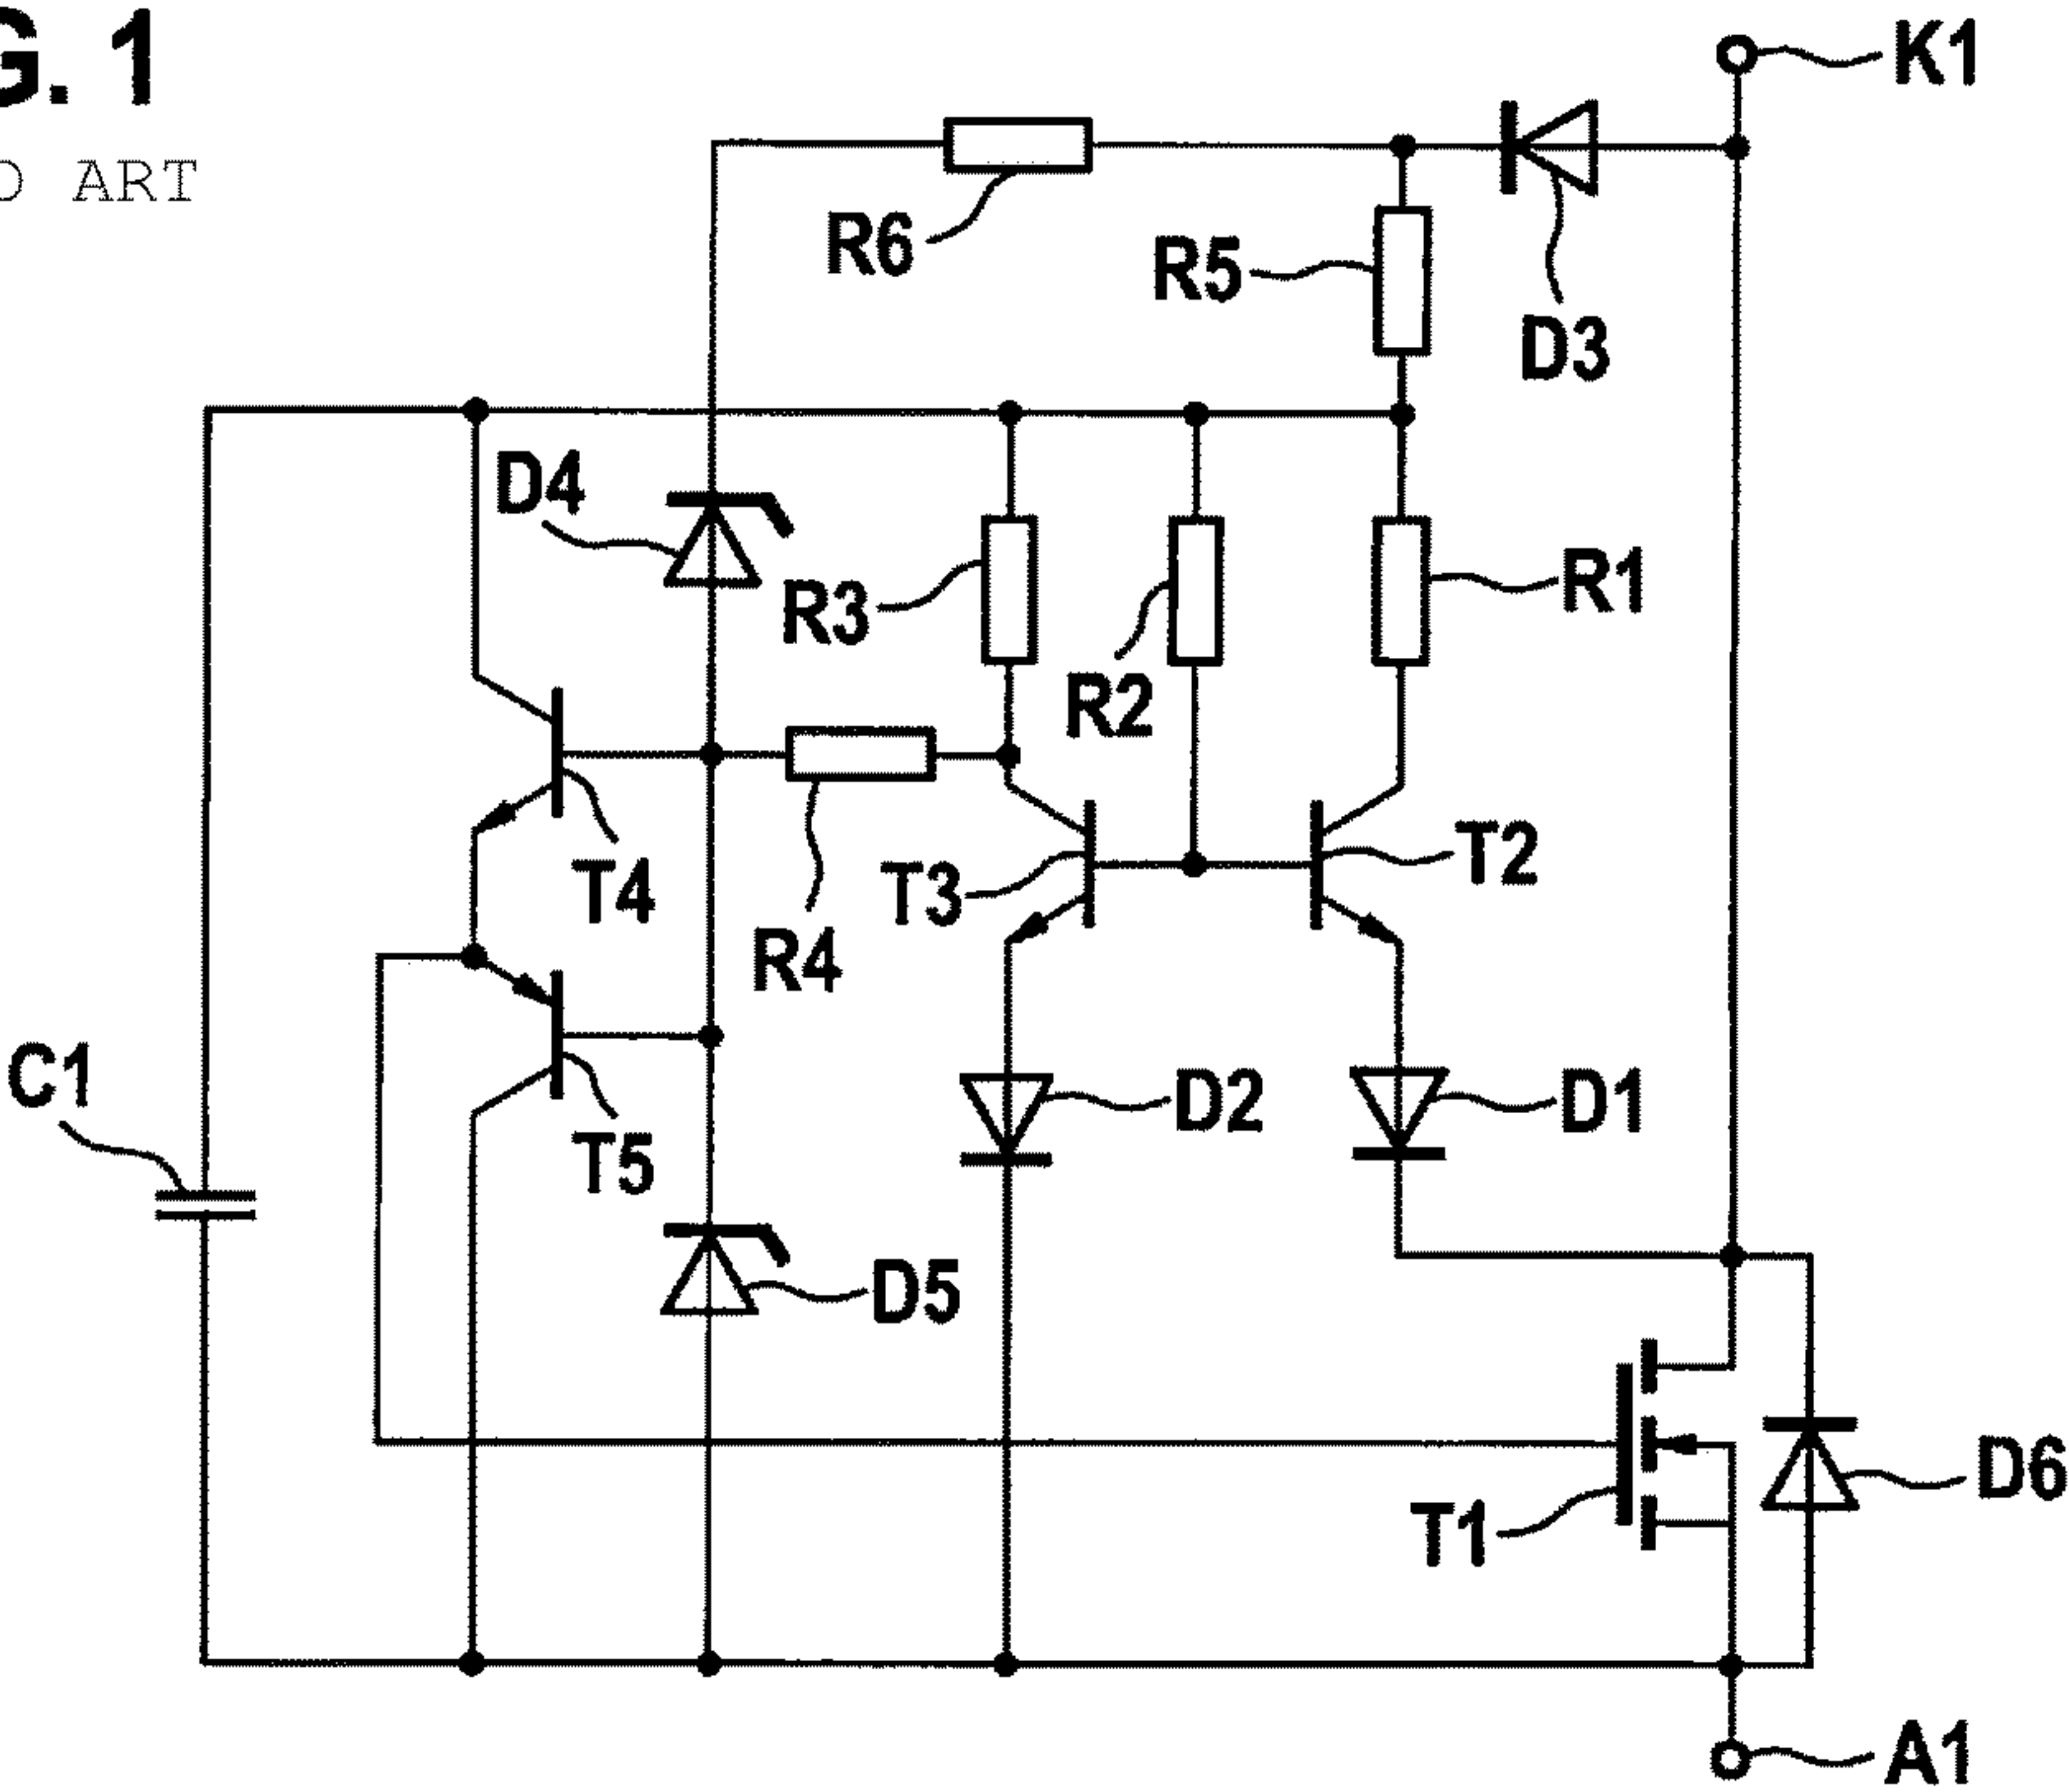 G. 1
K1
D ART
R6
R5
D3
D4
R3
R1
R2
T4
T3
T2
R4
C1
D2
D1
T5
D5
D6
T1
A1